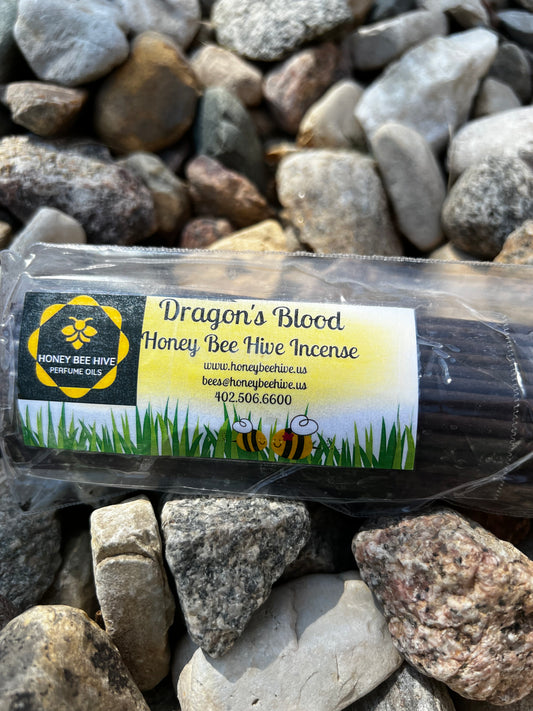 HONEY BEE HIVE
PERFUME OILS
Dragon's Blood
Honey Bee Hive Incense
www.honeybeehive.us
bees@honeybeehive.us
402.506.6600